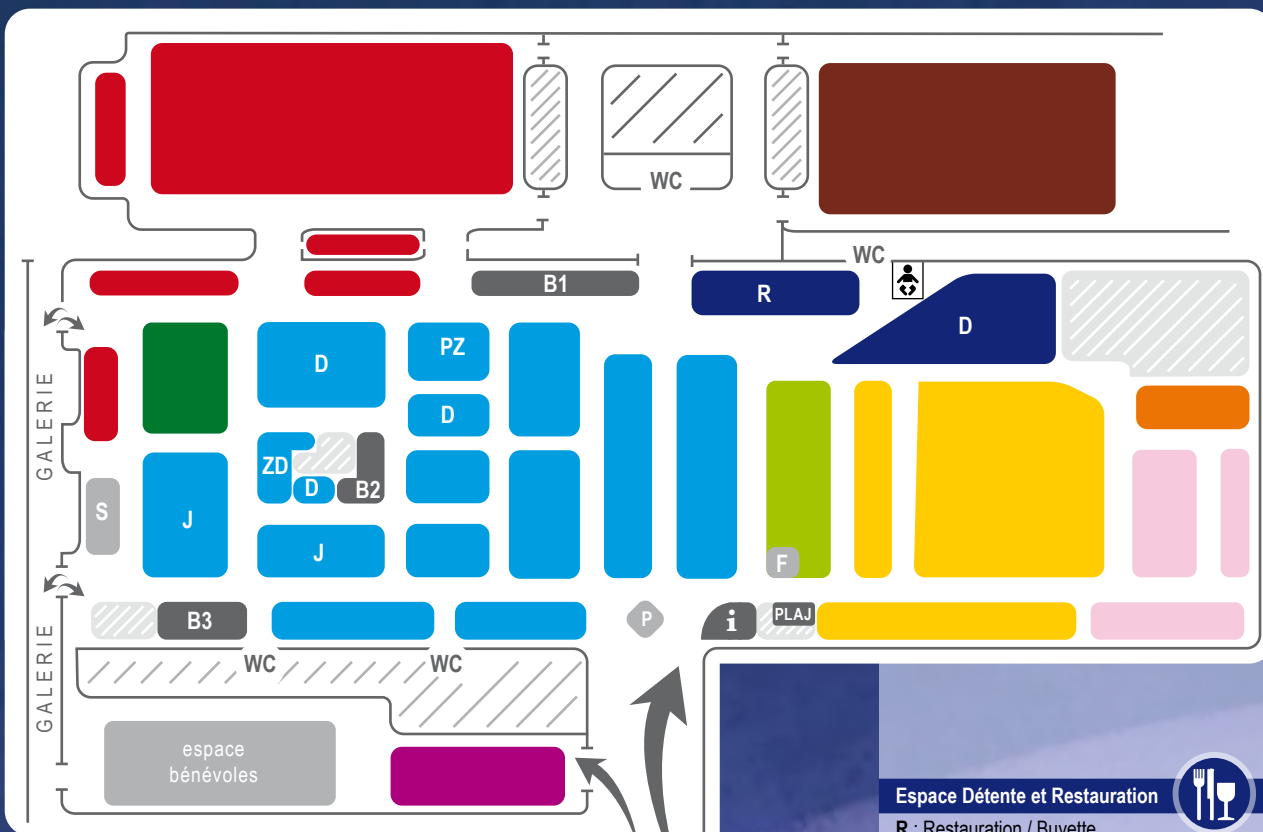 WC
WC
B1
R
D
GALERIE
D
PZ
D
ZD
D
B2
S
J
J
F
GALERIE
B3
P
i
PLAJ
WC
WC
espace
bénévoles
Espace Détente et Restauration
R : Restauration / Buvette